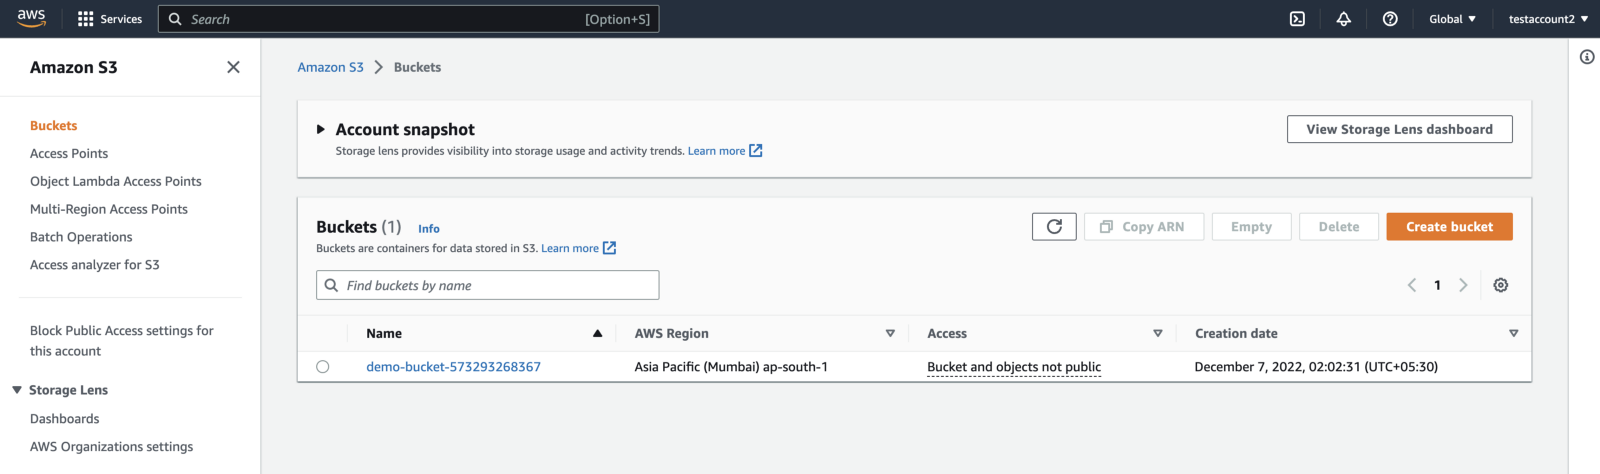 aws
Services
Search [Option+S]
Global
testaccount2
Amazon S3
Buckets
Access Points
Object Lambda Access Points
Multi-Region Access Points
Batch Operations
Access analyzer for S3
Block Public Access settings for
this account
Storage Lens
Dashboards
AWS Organizations settings
Amazon S3 Buckets
Account snapshot
Storage lens provides visibility into storage usage and activity trends. Learn more
View Storage Lens dashboard
Buckets (1) Info
Buckets are containers for data stored in S3. Learn more
Copy ARN
Empty
Delete
Create bucket
Find buckets by name
1
Name AWS Region Access Creation date
demo-bucket-573293268367 Asia Pacific (Mumbai) ap-south-1 Bucket and objects not public December 7, 2022, 02:02:31 (UTC+05:30)